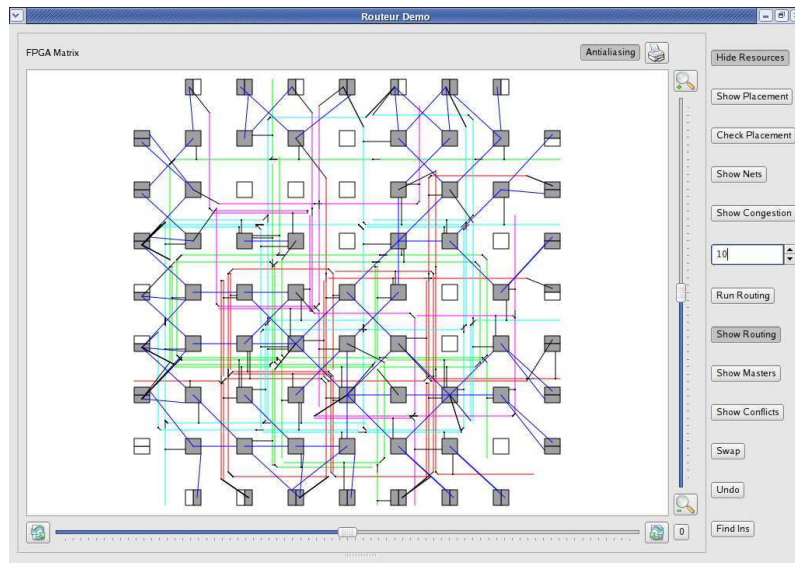 Routeur Demo
FPGA Matrix
Antialiasing
Hide Resources
Show Placement
Check Placement
Show Nets
Show Congestion
10
Run Routing
Show Routing
Show Masters
Show Conflicts
Swap
Undo
Find Ins
0